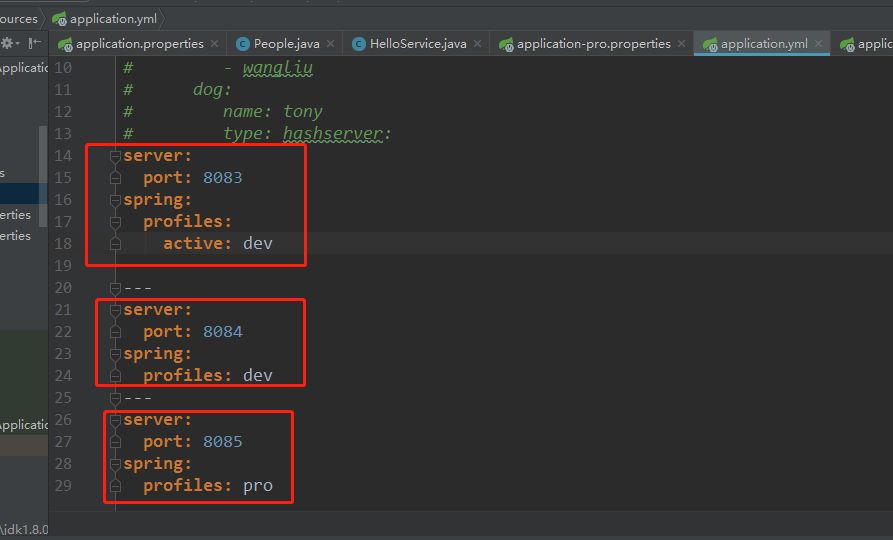 ources application.yml
application.properties People.java HelloService.java application-pro.properties application.yml applic
Applicatic
s
erties
erties
Applicatic
\jdk1.8.0
10 # - wangliu
11 # dog:
12 # name: tony
13 # type: hashserver:
14 server:
15 port: 8083
16 spring:
17 profiles:
18 active: dev
19
20 ---
21 server:
22 port: 8084
23 spring:
24 profiles: dev
25 ---
26 server:
27 port: 8085
28 spring:
29 profiles: pro